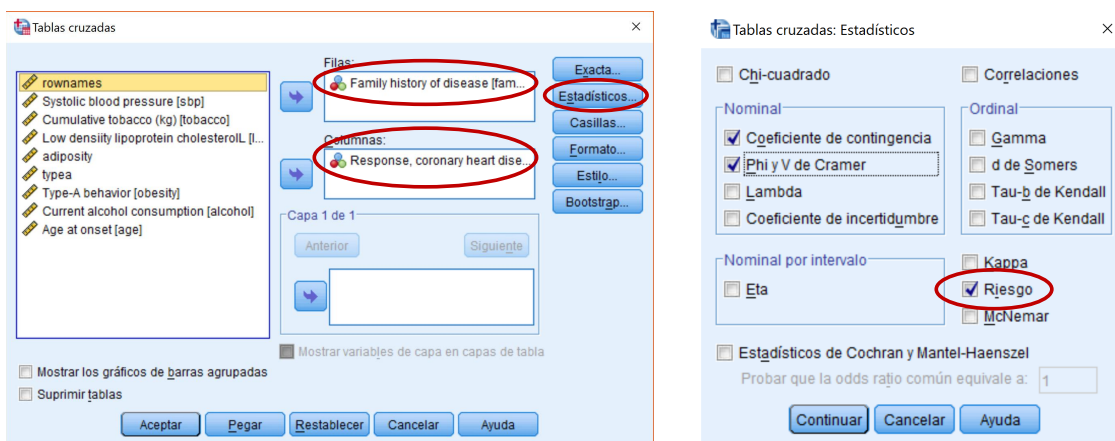 Tablas cruzadas
rownames
Systolic blood pressure [sbp]
Cumulative tobacco (kg) [tobacco]
Low densiity lipoprotein cholesterolL [l...
adiposity
typea
Type-A behavior [obesity]
Current alcohol consumption [alcohol]
Age at onset [age]
Filas:
Family history of disease [fam...
Columnas:
Response, coronary heart dise...
Capa 1 de 1
Anterior
Siguiente
Mostrar variables de capa en capas de tabla
Exacta...
Estadísticos...
Casillas...
Formato...
Estilo...
Bootstrap...
Mostrar los gráficos de barras agrupadas
Suprimir tablas
Aceptar
Pegar
Restablecer
Cancelar
Ayuda
Tablas cruzadas: Estadísticos
Chi-cuadrado
Correlaciones
Nominal
Coeficiente de contingencia
Phi y V de Cramer
Lambda
Coeficiente de incertidumbre
Ordinal
Gamma
d de Somers
Tau-b de Kendall
Tau-c de Kendall
Nominal por intervalo
Eta
Kappa
Riesgo
McNemar
Estadísticos de Cochran y Mantel-Haenszel
Probar que la odds ratio común equivale a: 1
Continuar
Cancelar
Ayuda